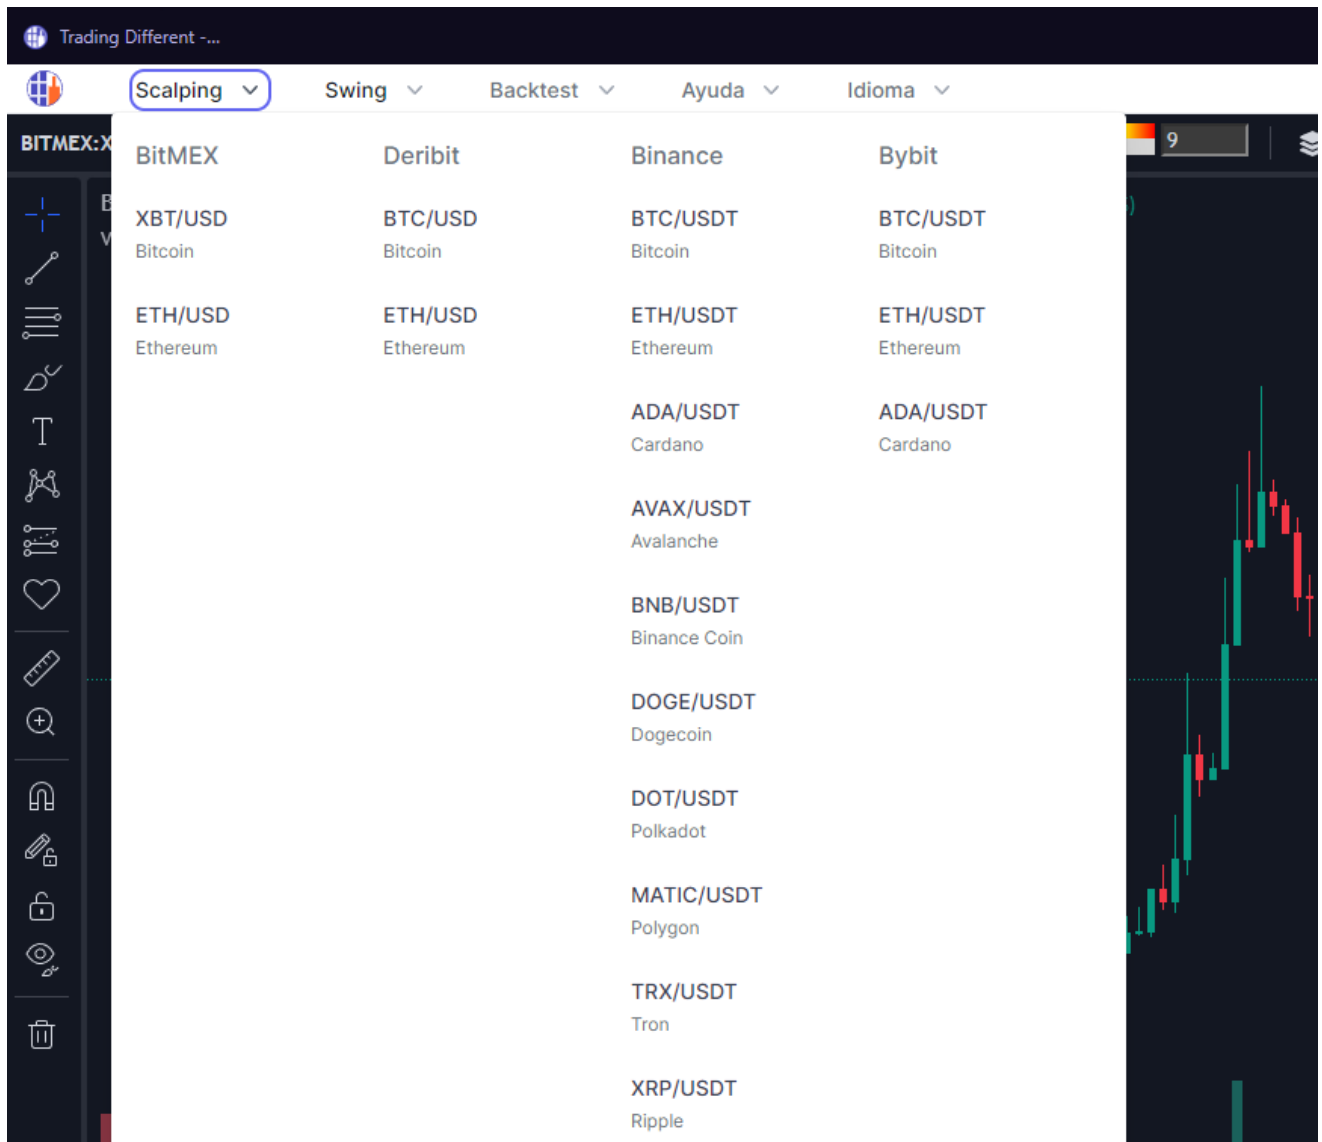 Trading Different -...
Scalping
Swing
Backtest
Ayuda
Idioma
BITMEX:X
9
BitMEX
Deribit
Binance
Bybit
XBT/USD
Bitcoin
BTC/USD
Bitcoin
BTC/USDT
Bitcoin
BTC/USDT
Bitcoin
ETH/USD
Ethereum
ETH/USD
Ethereum
ETH/USDT
Ethereum
ETH/USDT
Ethereum
ADA/USDT
Cardano
ADA/USDT
Cardano
AVAX/USDT
Avalanche
BNB/USDT
Binance Coin
DOGE/USDT
Dogecoin
DOT/USDT
Polkadot
MATIC/USDT
Polygon
TRX/USDT
Tron
XRP/USDT
Ripple